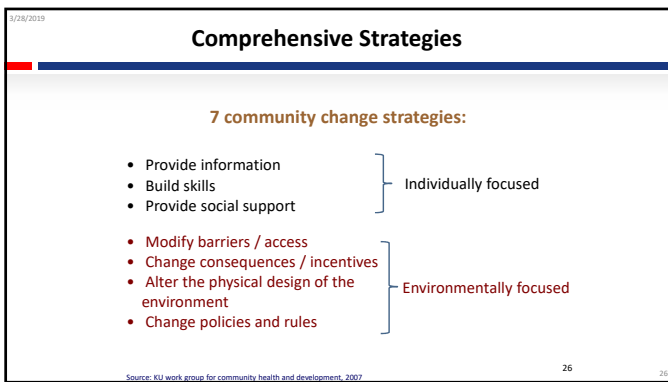 3/28/2019
Comprehensive Strategies
7 community change strategies:
• Provide information
• Build skills
• Provide social support
Individually focused
• Modify barriers / access
• Change consequences / incentives
• Alter the physical design of the
environment
• Change policies and rules
Environmentally focused
Source: KU work group for community health and development, 2007
26
26